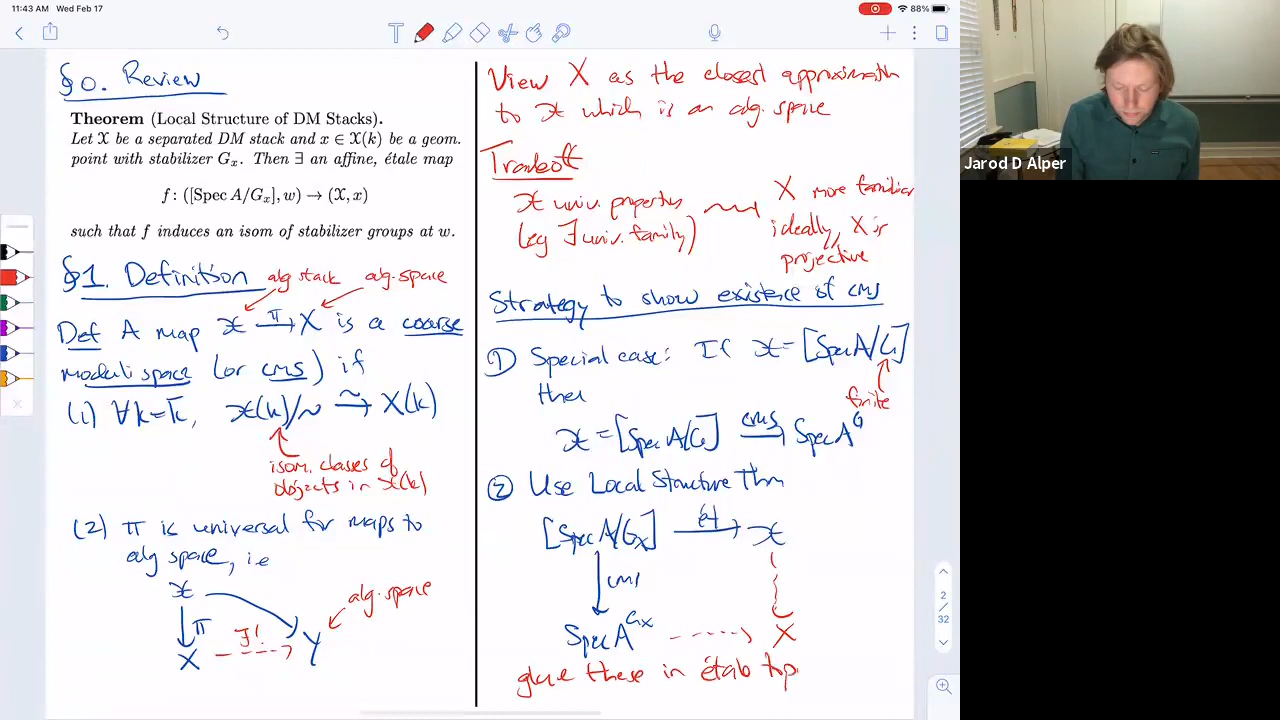 11:43 AM Wed Feb 17
88%
§0. Review
Theorem (Local Structure of DM Stacks).
Let 𝒳 be a separated DM stack and x ∈ 𝒳(k) be a geom.
point with stabilizer Gₓ. Then ∃ an affine, étale map
f : ([Spec A/Gₓ], w) → (𝒳, x)
such that f induces an isom of stabilizer groups at w.
§1. Definition
alg stack alg. space
Def A map 𝒳 →π X is a coarse
moduli space (or cms) if
(1) ∀k=k̄, 𝒳(k)/~ ⥲ X(k)
isom. classes of
objects in 𝒳(k)
(2) π is universal for maps to
alg space, i.e
𝒳
alg. space
π
∃!
X Y
View X as the closest approximatn
to 𝒳 which is an alg. space
Tradeoff
𝒳 univ. properties
(eg ∃ univ. family)
X more familiar
ideally, X is
projective
Strategy to show existence of cms
① Special case: If 𝒳 = [Spec A/G]
then
finite
𝒳 = [Spec A/G] →cms Spec A^G
② Use Local Structure Thm
[Spec A/Gₓ] →ét 𝒳
cms
Spec A^Gₓ ⇢ X
glue these in étale top
2
/
32
Jarod D Alper